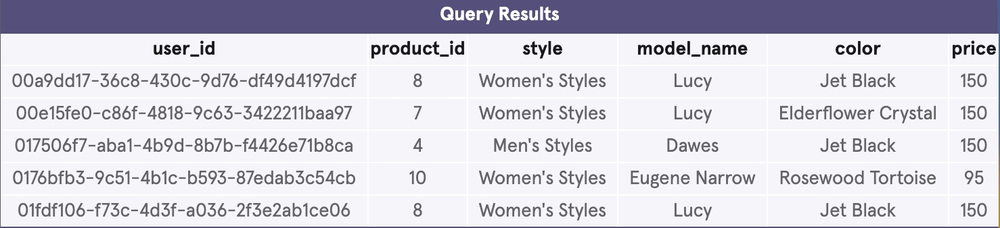 Query Results
user_id product_id style model_name color price
00a9dd17-36c8-430c-9d76-df49d4197dcf 8 Women's Styles Lucy Jet Black 150
00e15fe0-c86f-4818-9c63-3422211baa97 7 Women's Styles Lucy Elderflower Crystal 150
017506f7-aba1-4b9d-8b7b-f4426e71b8ca 4 Men's Styles Dawes Jet Black 150
0176bfb3-9c51-4b1c-b593-87edab3c54cb 10 Women's Styles Eugene Narrow Rosewood Tortoise 95
01fdf106-f73c-4d3f-a036-2f3e2ab1ce06 8 Women's Styles Lucy Jet Black 150